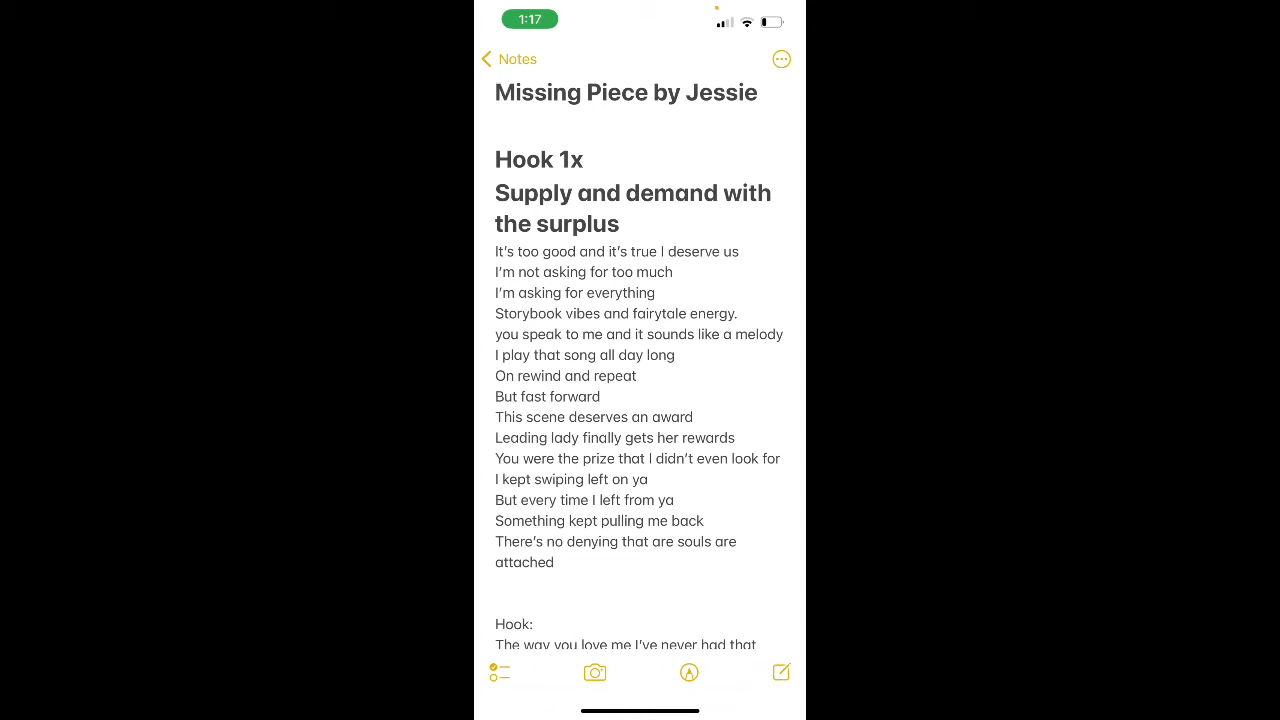 1:17
Notes
Missing Piece by Jessie
Hook 1x
Supply and demand with
the surplus
It's too good and it's true I deserve us
I'm not asking for too much
I'm asking for everything
Storybook vibes and fairytale energy.
you speak to me and it sounds like a melody
I play that song all day long
On rewind and repeat
But fast forward
This scene deserves an award
Leading lady finally gets her rewards
You were the prize that I didn't even look for
I kept swiping left on ya
But every time I left from ya
Something kept pulling me back
There's no denying that are souls are
attached
Hook:
The way you love me I've never had that